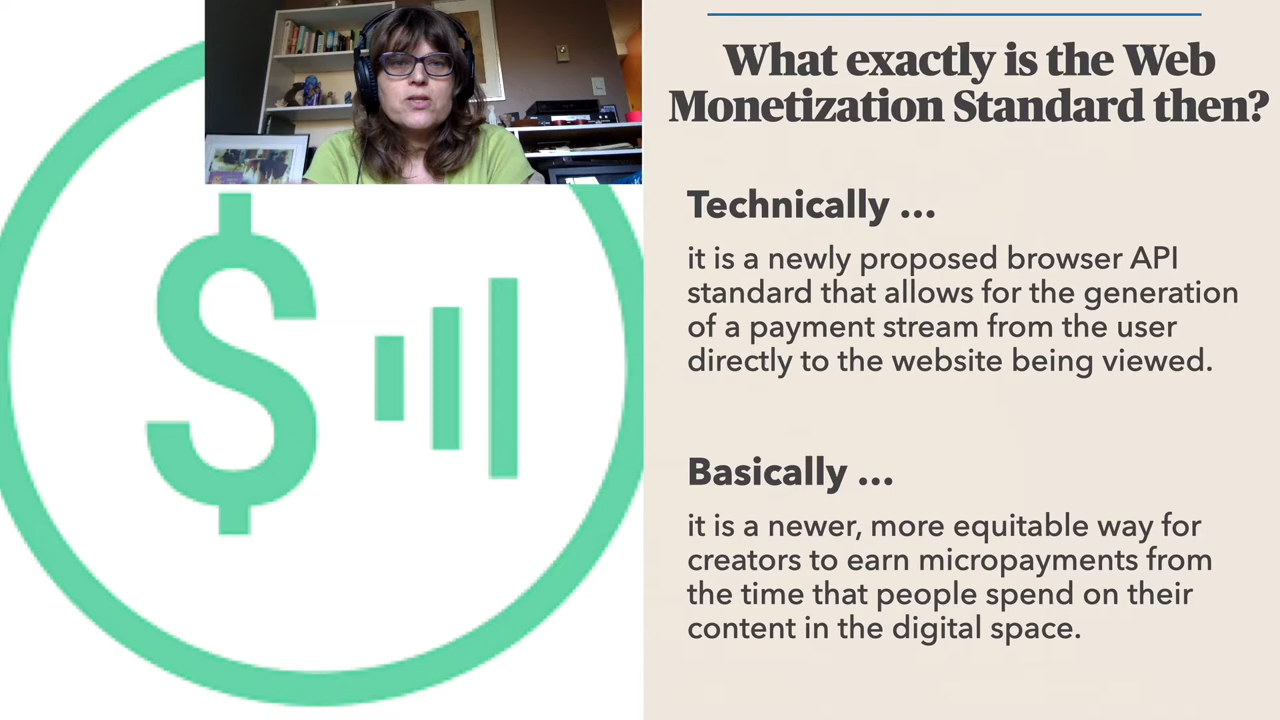 What exactly is the Web
Monetization Standard then?
Technically ...
it is a newly proposed browser API
standard that allows for the generation
of a payment stream from the user
directly to the website being viewed.
Basically ...
it is a newer, more equitable way for
creators to earn micropayments from
the time that people spend on their
content in the digital space.
$